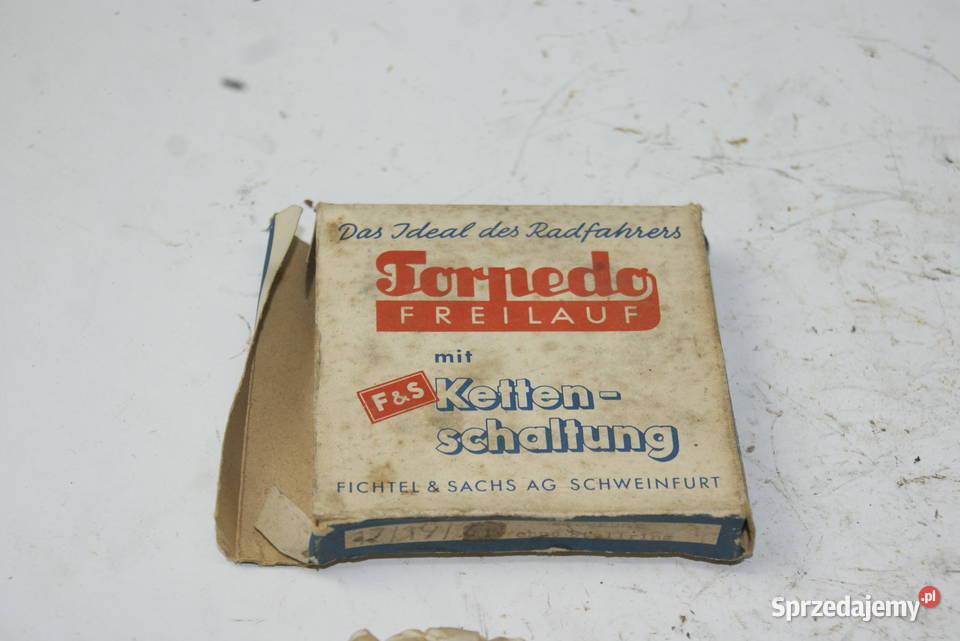 Das Ideal des Radfahrers
Torpedo
FREILAUF
mit
F&S Ketten-
schaltung
FICHTEL & SACHS AG SCHWEINFURT
Sprzedajemy.pl